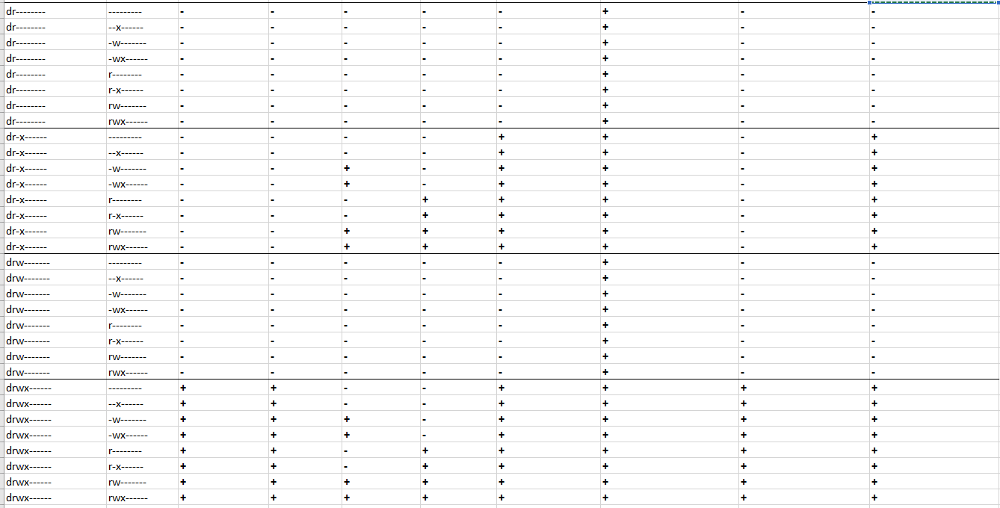 dr-------- --------- - - - - - + - -
dr-------- --x------ - - - - - + - -
dr-------- -w------- - - - - - + - -
dr-------- -wx------ - - - - - + - -
dr-------- r-------- - - - - - + - -
dr-------- r-x------ - - - - - + - -
dr-------- rw------- - - - - - + - -
dr-------- rwx------ - - - - - + - -
dr-x------ --------- - - - - + + - +
dr-x------ --x------ - - - - + + - +
dr-x------ -w------- - - + - + + - +
dr-x------ -wx------ - - + - + + - +
dr-x------ r-------- - - - + + + - +
dr-x------ r-x------ - - - + + + - +
dr-x------ rw------- - - + + + + - +
dr-x------ rwx------ - - + + + + - +
drw------- --------- - - - - - + - -
drw------- --x------ - - - - - + - -
drw------- -w------- - - - - - + - -
drw------- -wx------ - - - - - + - -
drw------- r-------- - - - - - + - -
drw------- r-x------ - - - - - + - -
drw------- rw------- - - - - - + - -
drw------- rwx------ - - - - - + - -
drwx------ --------- + + - - + + + +
drwx------ --x------ + + - - + + + +
drwx------ -w------- + + + - + + + +
drwx------ -wx------ + + + - + + + +
drwx------ r-------- + + - + + + + +
drwx------ r-x------ + + - + + + + +
drwx------ rw------- + + + + + + + +
drwx------ rwx------ + + + + + + + +